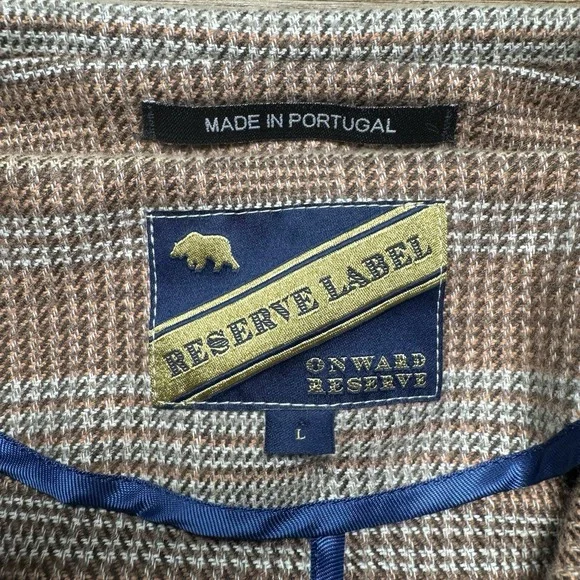 MADE IN PORTUGAL
RESERVE LABEL
ONWARD
RESERVE
L